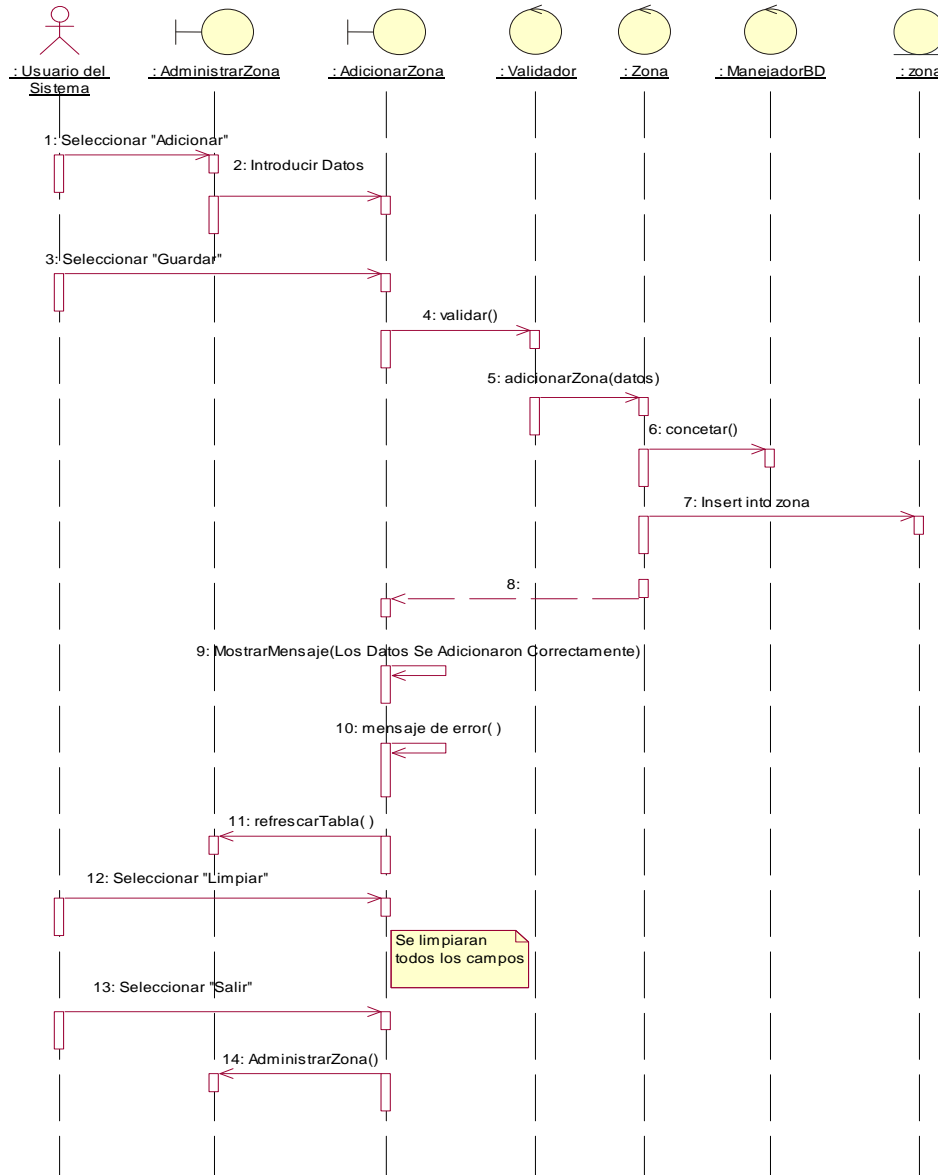 : Usuario del
Sistema
: AdministrarZona
: AdicionarZona
: Validador
: Zona
: ManejadorBD
: zona
1: Seleccionar "Adicionar"
2: Introducir Datos
3: Seleccionar "Guardar"
4: validar()
5: adicionarZona(datos)
6: concetar()
7: Insert into zona
8:
9: MostrarMensaje(Los Datos Se Adicionaron Correctamente)
10: mensaje de error( )
11: refrescarTabla( )
12: Seleccionar "Limpiar"
Se limpiaran
todos los campos
13: Seleccionar "Salir"
14: AdministrarZona()